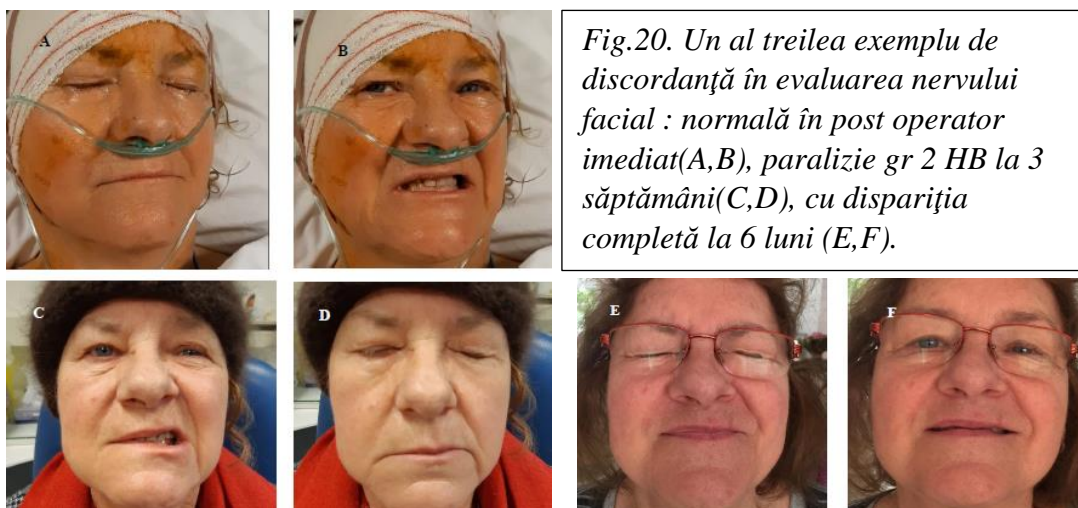 A
B
Fig.20. Un al treilea exemplu de
discordanţă în evaluarea nervului
facial : normală în post operator
imediat(A,B), paralizie gr 2 HB la 3
săptămâni(C,D), cu dispariţia
completă la 6 luni (E,F).
C
D
E
F